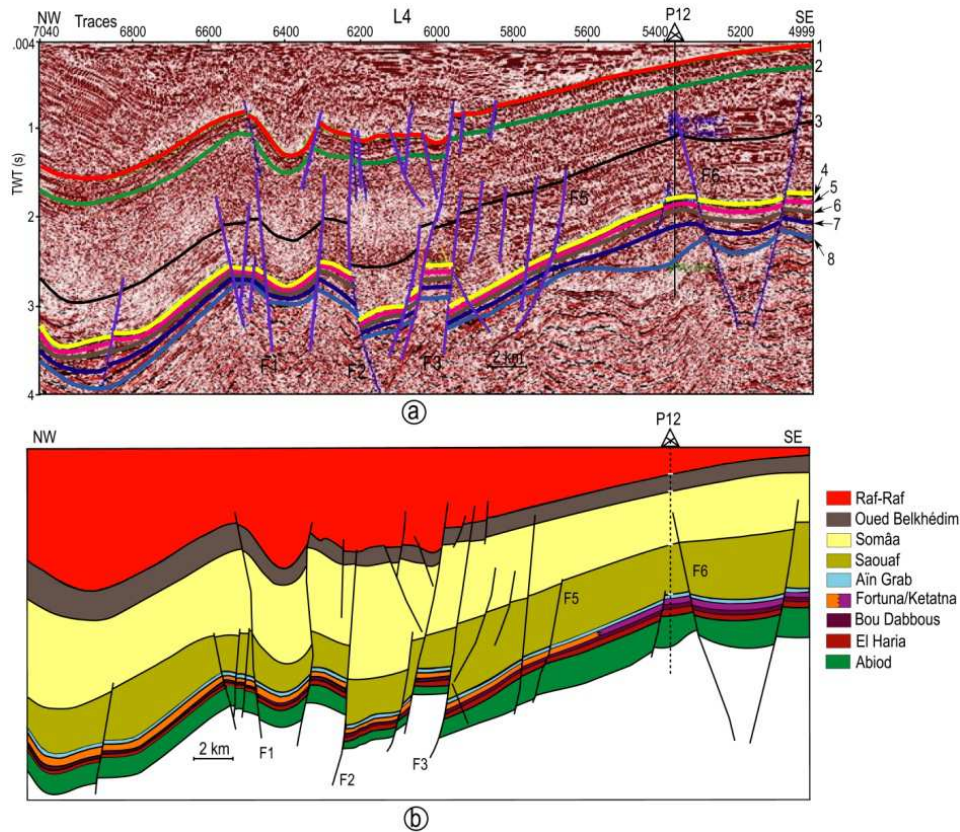 NW Traces L4 P12 SE
7040 6800 6600 6400 6200 6000 5800 5600 5400 5200 4999
.004
1
2
3
4
TWT (s)
1
2
3
4
5
6
7
8
F5
F6
F1
F2
F3
2 km
a
NW P12 SE
F6
F5
2 km
F1
F2
F3
b
Raf-Raf
Oued Belkhédim
Somâa
Saouaf
Aïn Grab
Fortuna/Ketatna
Bou Dabbous
El Haria
Abiod